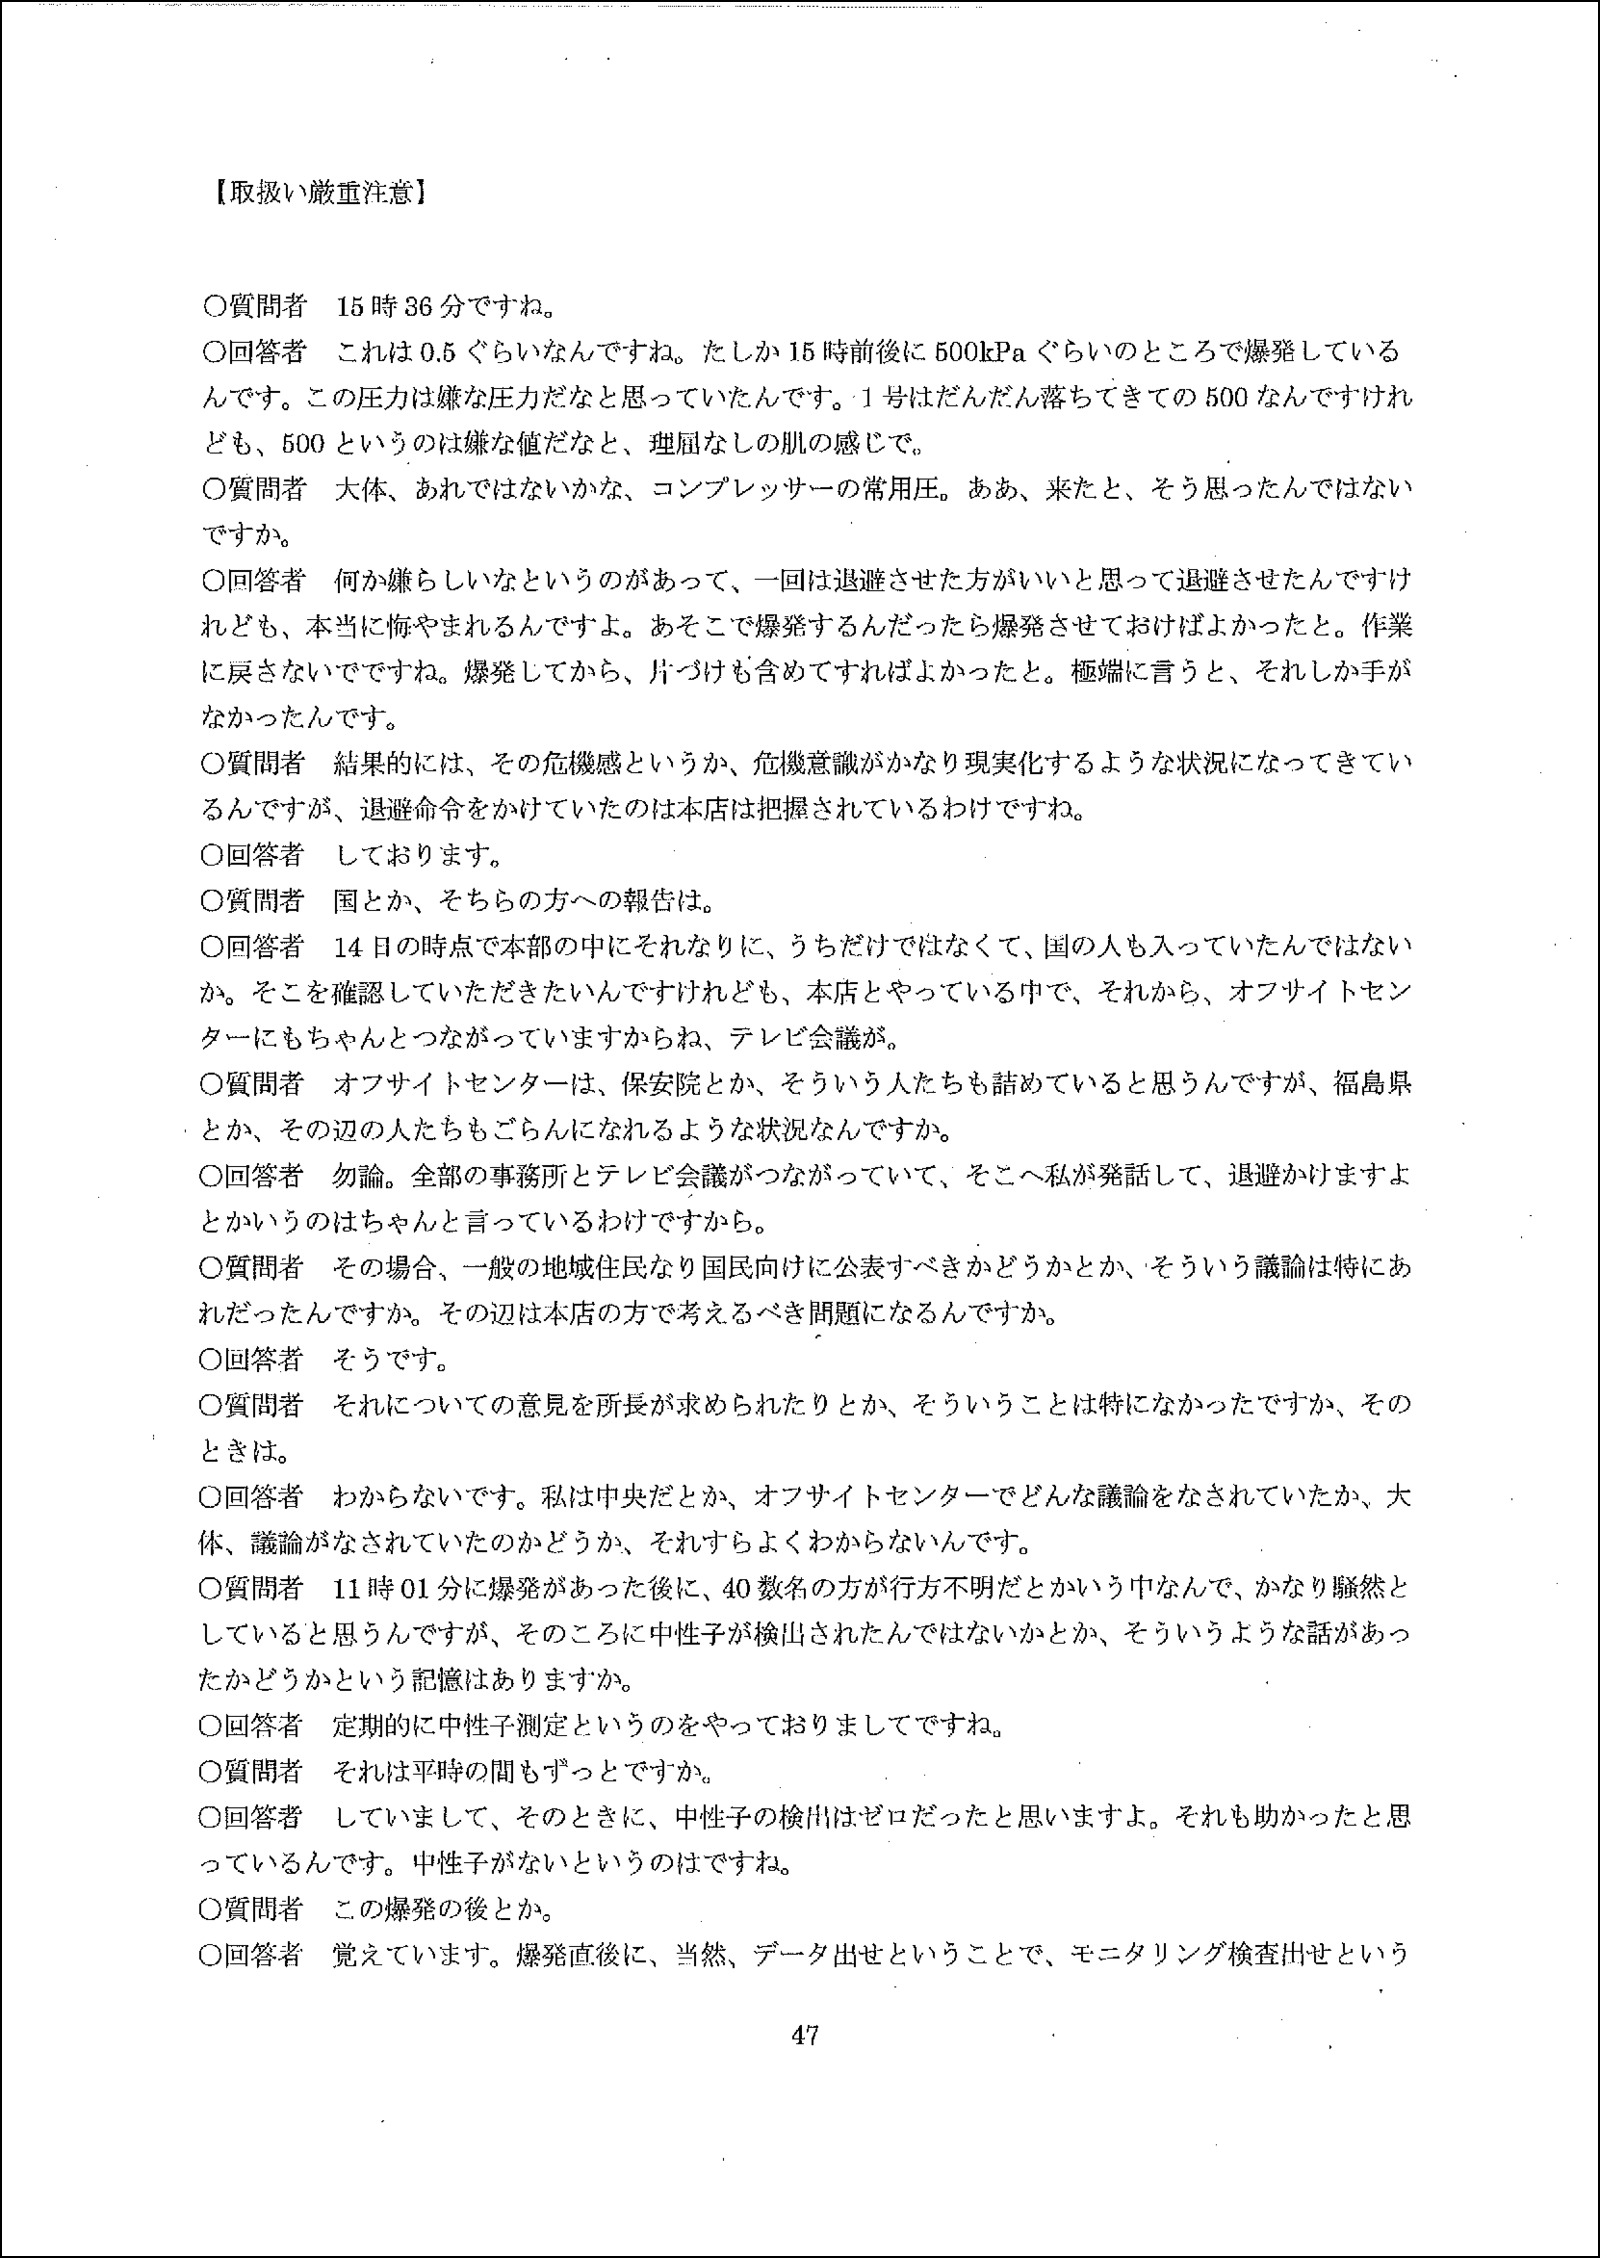 【取扱い厳重注意】
○質問者　15時36分ですね。
○回答者　これは0.5ぐらいなんですね。たしか15時前後に500kPaぐらいのところで爆発している
んです。この圧力は嫌な圧力だなと思っていたんです。1号はだんだん落ちてきての500なんですけれ
ども、500というのは嫌な値だなと、理屈なしの肌の感じで。
○質問者　大体、あれではないかな、コンプレッサーの常用圧。ああ、来たと、そう思ったんではない
ですか。
○回答者　何か嫌らしいなというのがあって、一回は退避させた方がいいと思って退避させたんですけ
れども、本当に悔やまれるんですよ。あそこで爆発するんだったら爆発させておけばよかったと。作業
に戻さないでですね。爆発してから、片づけも含めてすればよかったと。極端に言うと、それしか手が
なかったんです。
○質問者　結果的には、その危機感というか、危機意識がかなり現実化するような状況になってきてい
るんですが、退避命令をかけていたのは本店は把握されているわけですね。
○回答者　しております。
○質問者　国とか、そちらの方への報告は。
○回答者　14日の時点で本部の中にそれなりに、うちだけではなくて、国の人も入っていたんではない
か。そこを確認していただきたいんですけれども、本店とやっている中で、それから、オフサイトセン
ターにもちゃんとつながっていますからね、テレビ会議が。
○質問者　オフサイトセンターは、保安院とか、そういう人たちも詰めていると思うんですが、福島県
とか、その辺の人たちもごらんになれるような状況なんですか。
○回答者　勿論。全部の事務所とテレビ会議がつながっていて、そこへ私が発話して、退避かけますよ
とかいうのはちゃんと言っているわけですから。
○質問者　その場合、一般の地域住民なり国民向けに公表すべきかどうかとか、そういう議論は特にあ
れだったんですか。その辺は本店の方で考えるべき問題になるんですか。
○回答者　そうです。
○質問者　それについての意見を所長が求められたりとか、そういうことは特になかったですか、その
ときは。
○回答者　わからないです。私は中央だとか、オフサイトセンターでどんな議論をなされていたか、大
体、議論がなされていたのかどうか、それすらよくわからないんです。
○質問者　11時01分に爆発があった後に、40数名の方が行方不明だとかいう中なんで、かなり騒然と
していると思うんですが、そのころに中性子が検出されたんではないかとか、そういうような話があっ
たかどうかという記憶はありますか。
○回答者　定期的に中性子測定というのをやっておりましてですね。
○質問者　それは平時の間もずっとですか。
○回答者　していまして、そのときに、中性子の検出はゼロだったと思いますよ。それも助かったと思
っているんです。中性子がないというのはですね。
○質問者　この爆発の後とか。
○回答者　覚えています。爆発直後に、当然、データ出せということで、モニタリング検査出せという
47